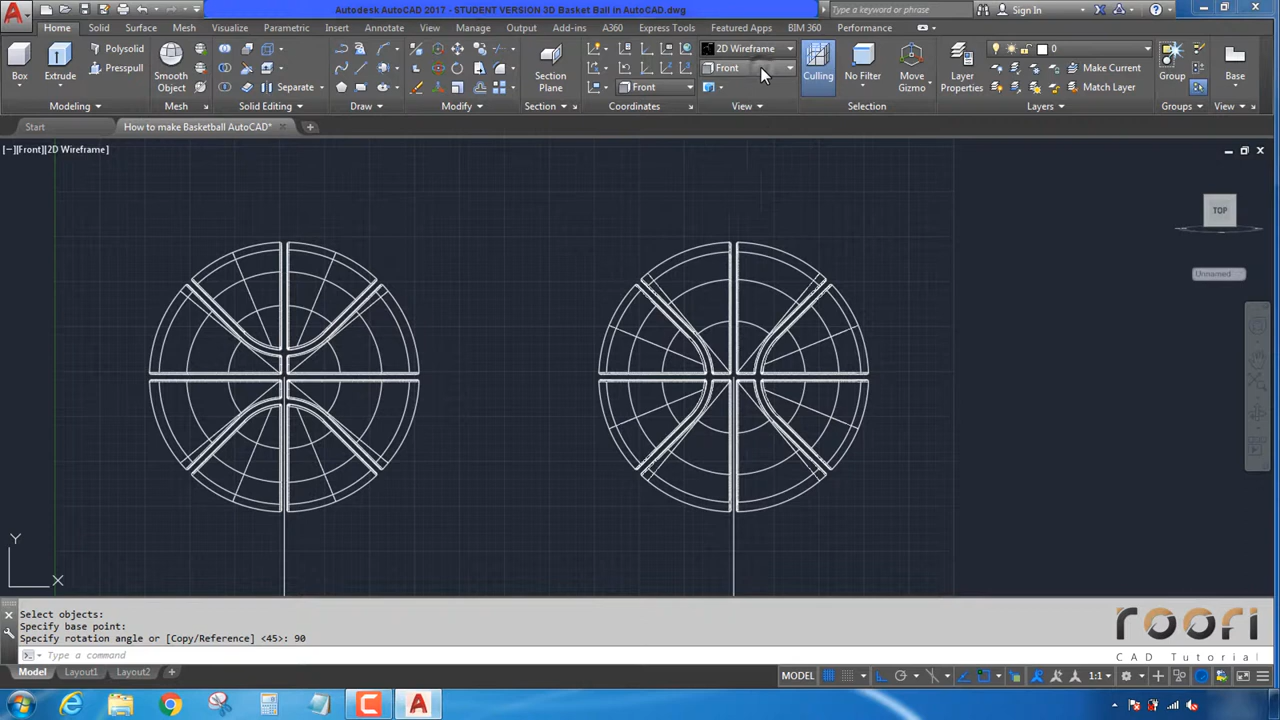 Autodesk AutoCAD 2017 - STUDENT VERSION 3D Basket Ball in AutoCAD.dwg
Type a keyword or phrase
Sign In
Home Solid Surface Mesh Visualize Parametric Insert Annotate View Manage Output Add-ins A360 Express Tools Featured Apps BIM 360 Performance
Polysolid
Presspull
Separate
2D Wireframe
Front
Front
0
Make Current
Match Layer
Box Extrude Smooth Object Section Plane Culling No Filter Move Gizmo Layer Properties Group Base
Modeling Mesh Solid Editing Draw Modify Section Coordinates View Selection Layers Groups View
Start How to make Basketball AutoCAD*
[−][Front][2D Wireframe]
TOP
Unnamed
Y
X
Select objects:
Specify base point:
Specify rotation angle or [Copy/Reference] <45>: 90
Type a command
roofi
CAD Tutorial
Model Layout1 Layout2
MODEL 1:1